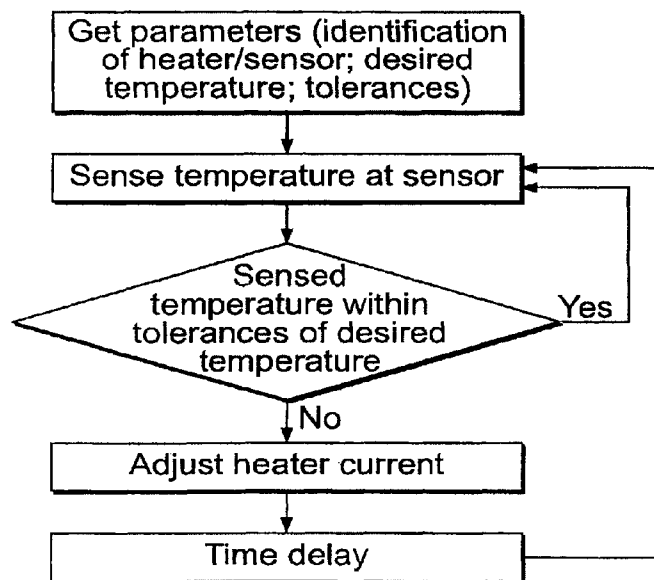 Get parameters (identification
of heater/sensor; desired
temperature; tolerances)
Sense temperature at sensor
Sensed
temperature within
tolerances of desired
temperature
Yes
No
Adjust heater current
Time delay